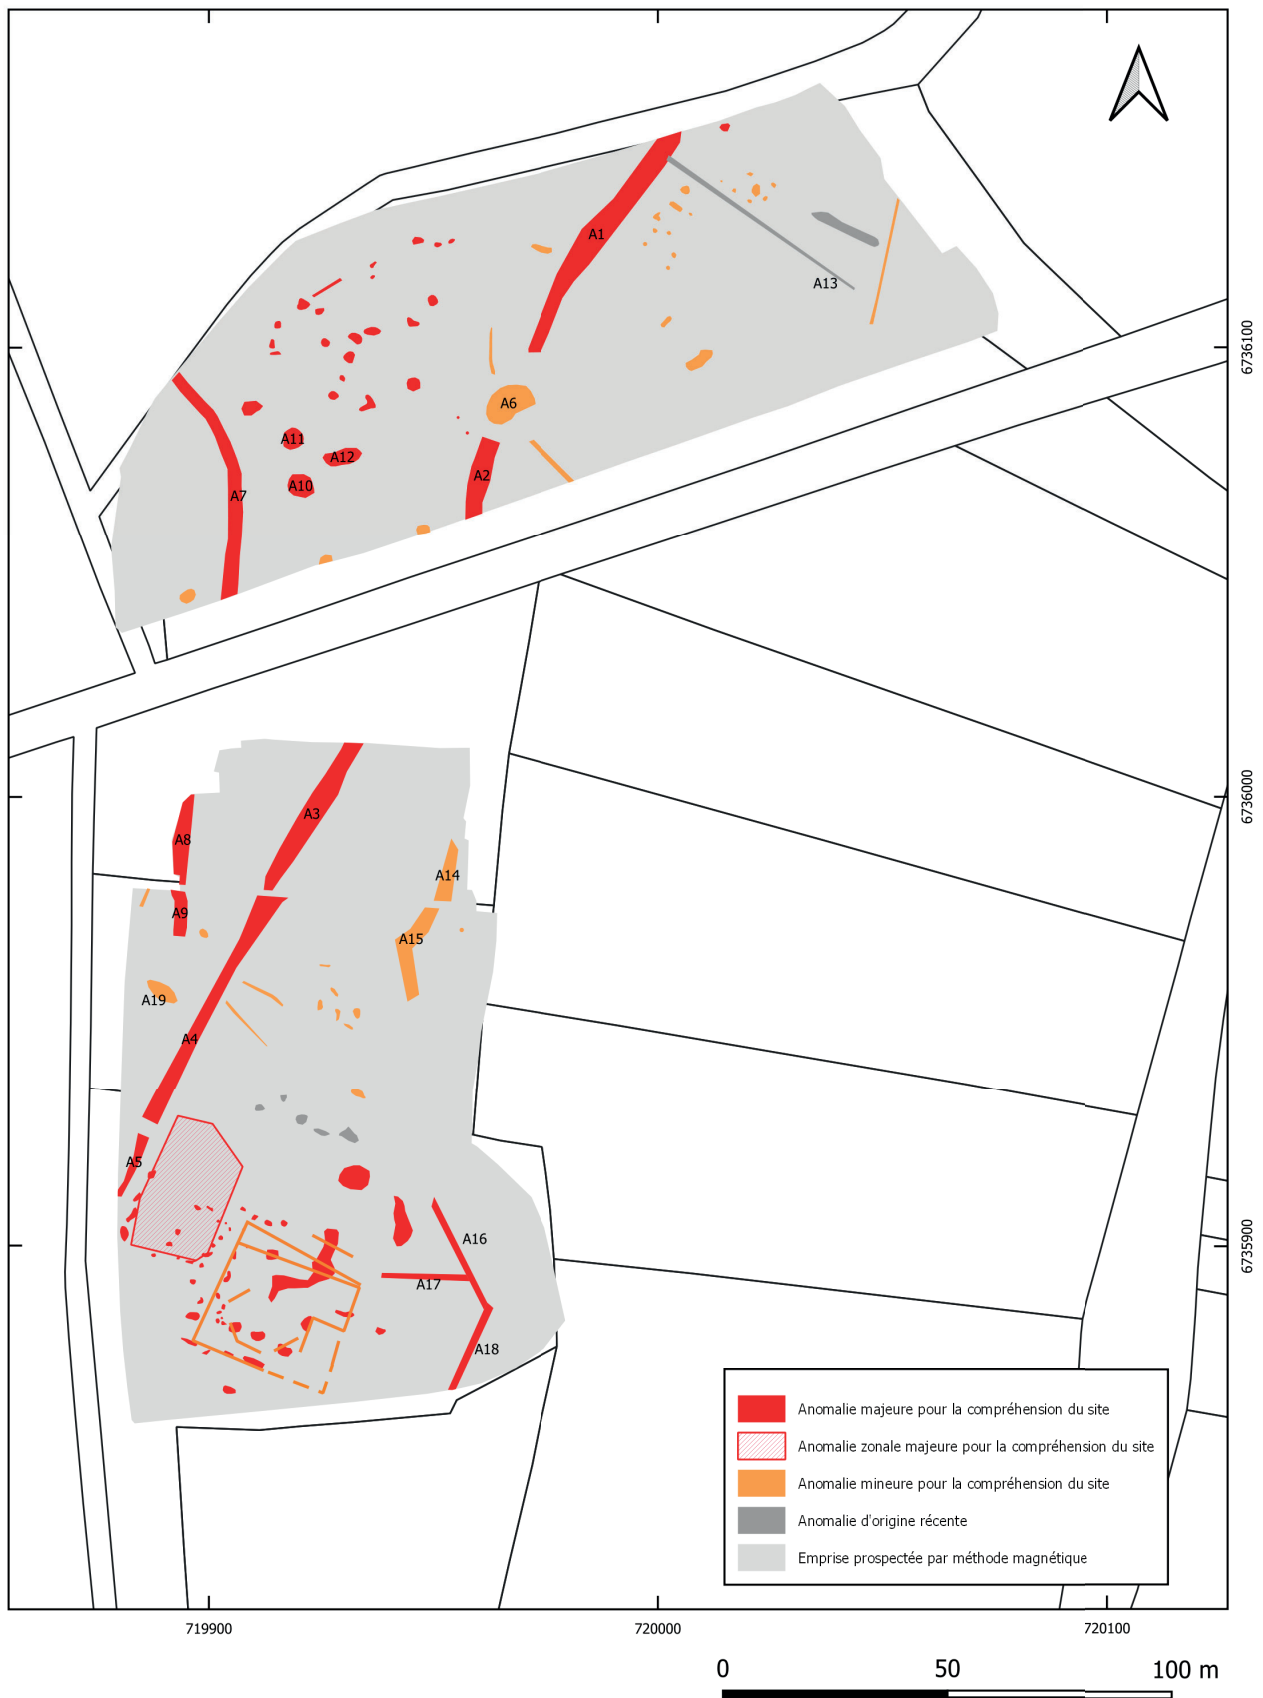 A1
A13
6736100
A6
A11
A12
A2
A10
A7
A3
6736000
A8
A14
A9
A15
A19
A4
A5
A16
6735900
A17
A18
Anomalie majeure pour la compréhension du site
Anomalie zonale majeure pour la compréhension du site
Anomalie mineure pour la compréhension du site
Anomalie d'origine récente
Emprise prospectée par méthode magnétique
719900 720000 720100
0 50 100 m